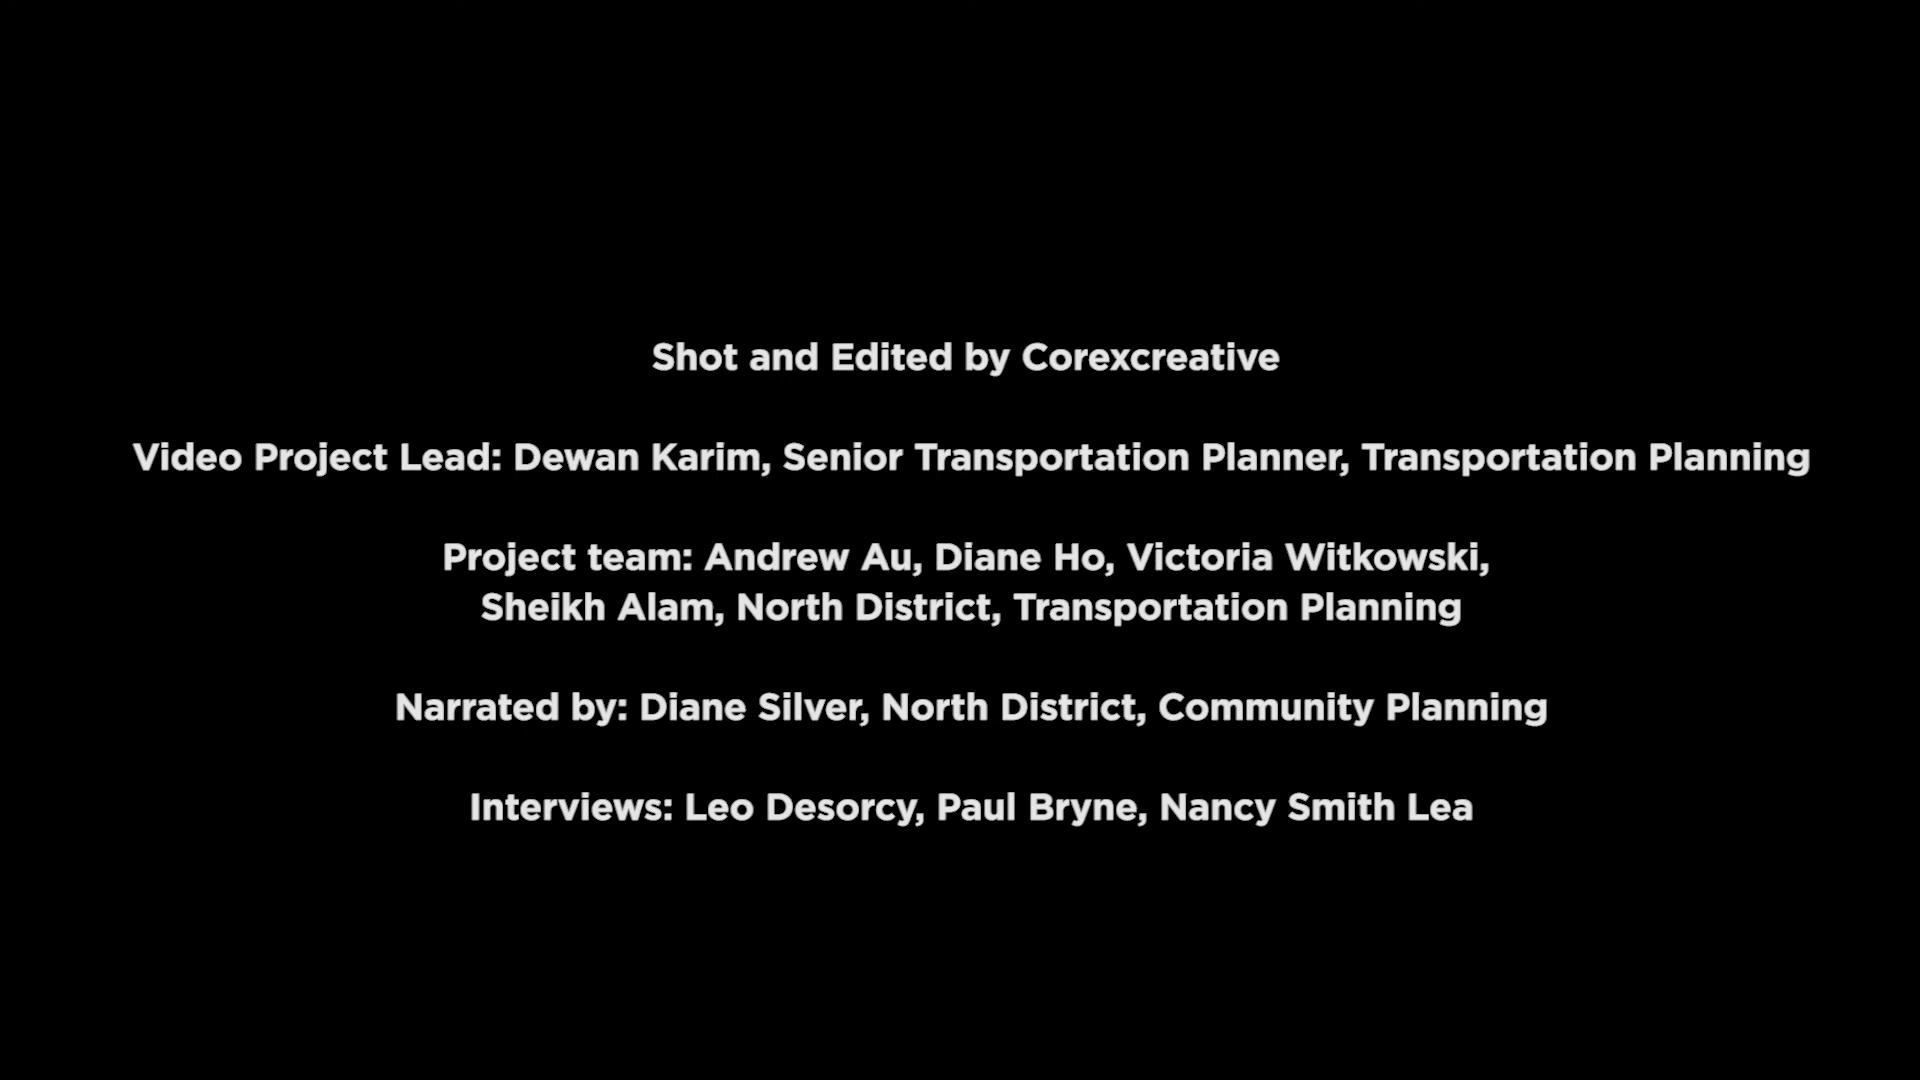 Shot and Edited by Corexcreative
Video Project Lead: Dewan Karim, Senior Transportation Planner, Transportation Planning
Project team: Andrew Au, Diane Ho, Victoria Witkowski,
Sheikh Alam, North District, Transportation Planning
Narrated by: Diane Silver, North District, Community Planning
Interviews: Leo Desorcy, Paul Bryne, Nancy Smith Lea